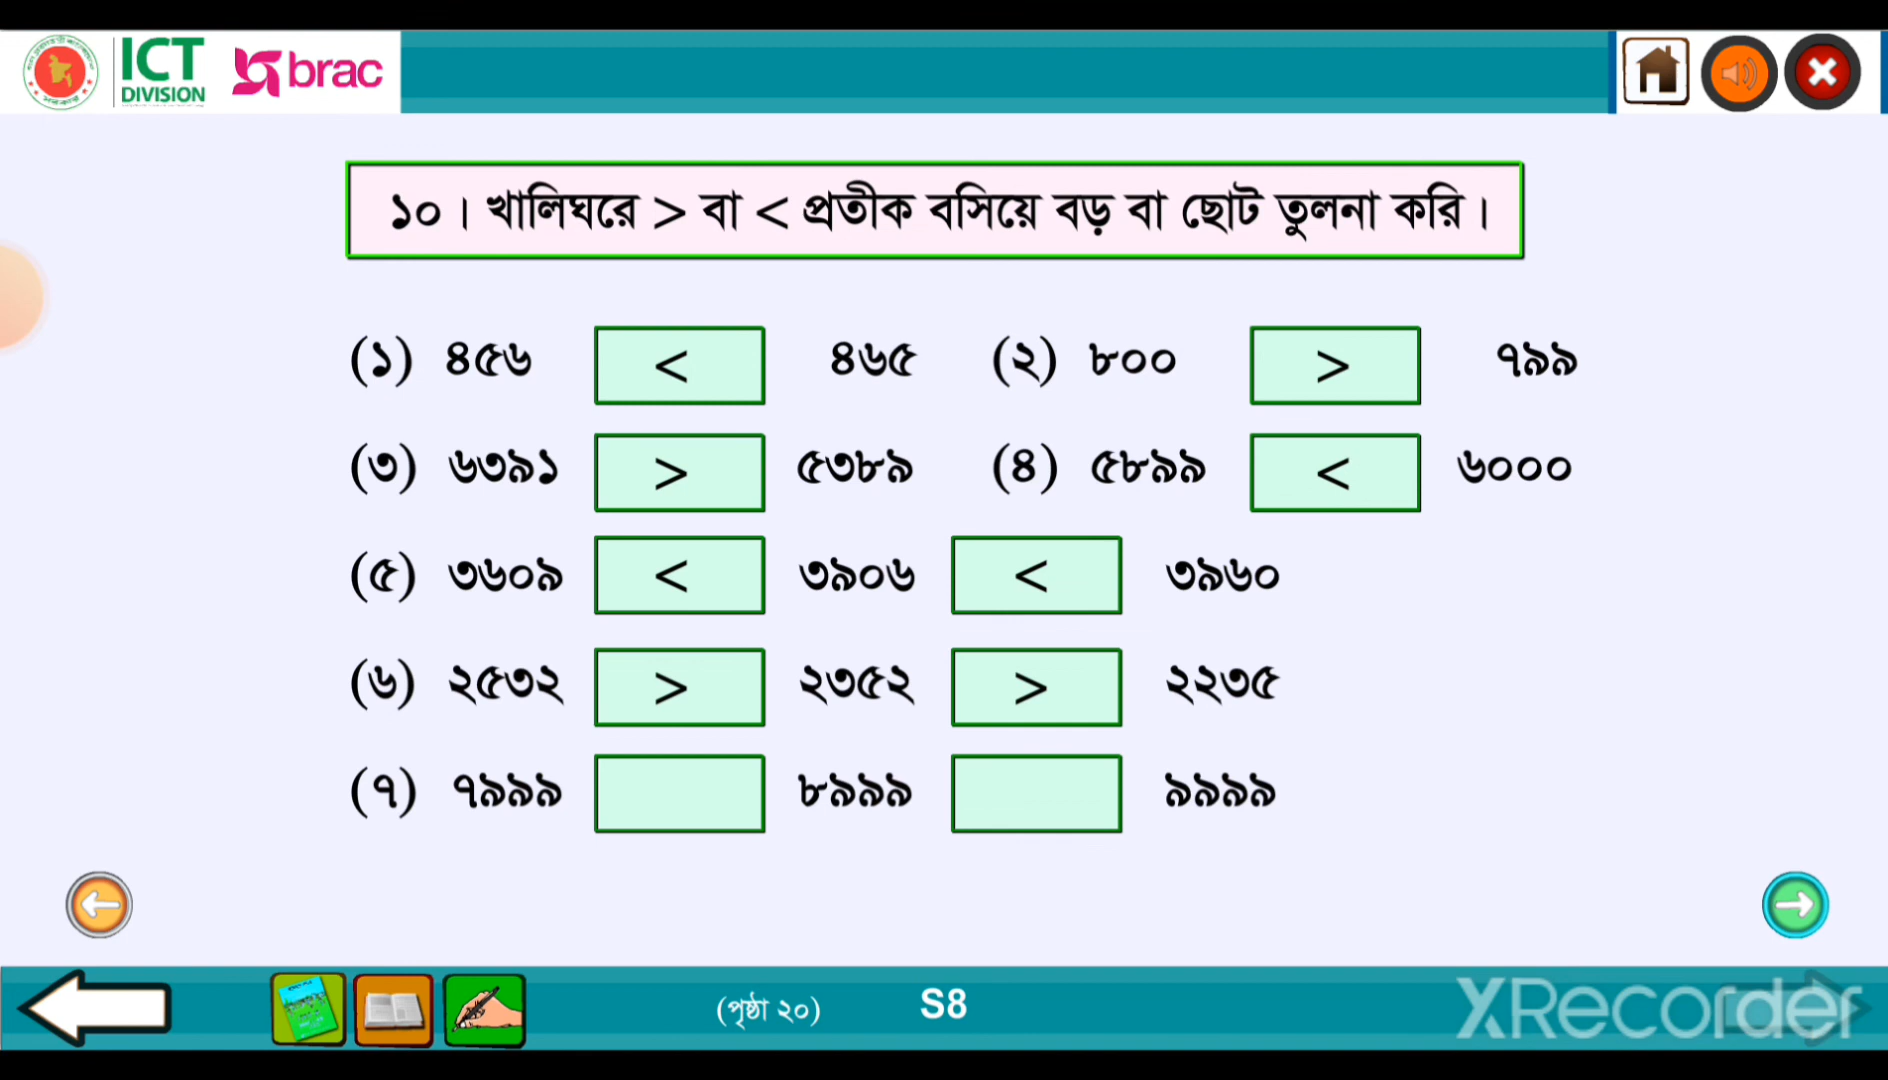 ICT
DIVISION
brac
১০। খালিঘরে > বা < প্রতীক বসিয়ে বড় বা ছোট তুলনা করি।
(১) ৪৫৬ < ৪৬৫ (২) ৮০০ > ৭৯৯
(৩) ৬৩৯১ > ৫৩৮৯ (৪) ৫৮৯৯ < ৬০০০
(৫) ৩৬০৯ < ৩৯০৬ < ৩৯৬০
(৬) ২৫৩২ > ২৩৫২ > ২২৩৫
(৭) ৭৯৯৯ ৮৯৯৯ ৯৯৯৯
(পৃষ্ঠা ২০) S8
XRecorder